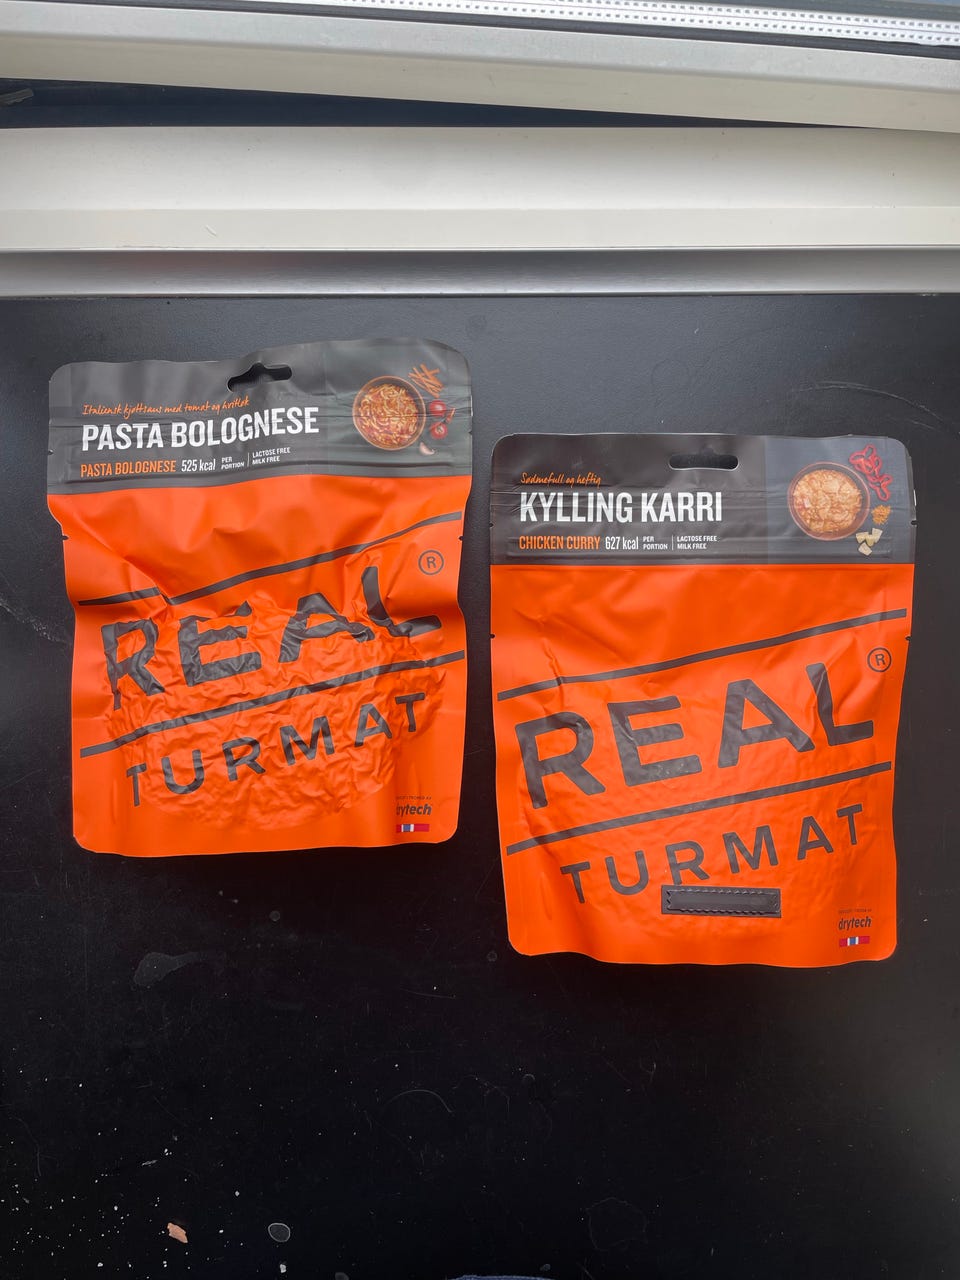 Italiensk kjøttsaus med tomat og hvitløk
PASTA BOLOGNESE
PASTA BOLOGNESE 525 kcal PER PORTION LACTOSE FREE MILK FREE
REAL ®
TURMAT
drytech
Sødmefull og heftig
KYLLING KARRI
CHICKEN CURRY 627 kcal PER PORTION LACTOSE FREE MILK FREE
REAL ®
TURMAT
drytech